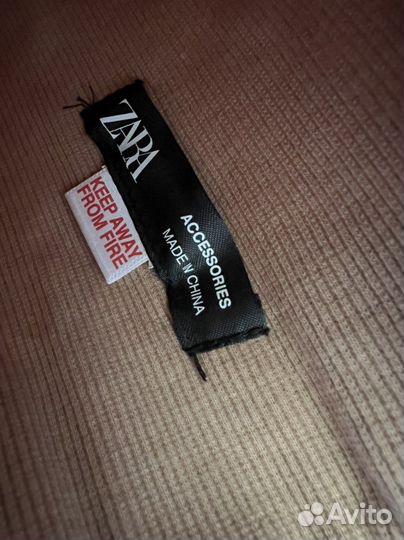 ZARA
ACCESSORIES
MADE IN CHINA
KEEP AWAY
FROM FIRE
Avito